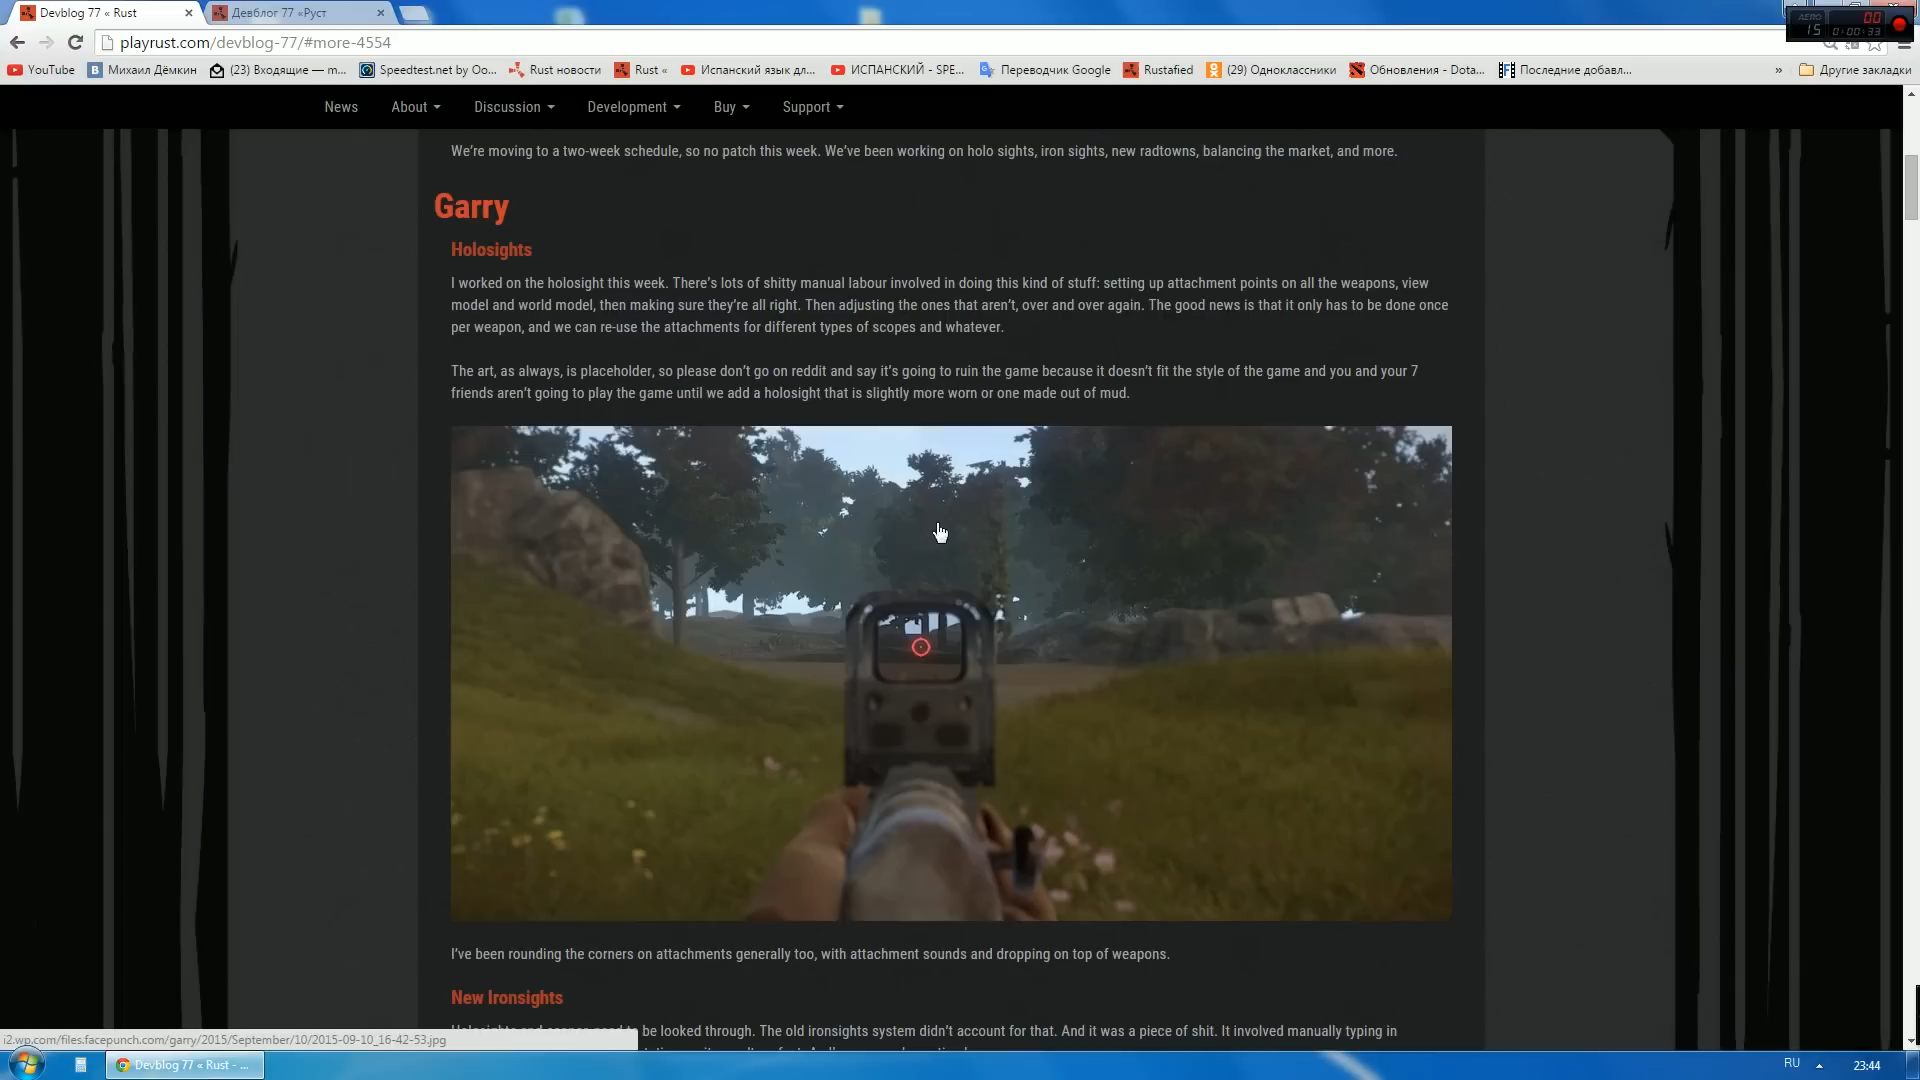 Devblog 77 « Rust
Девблог 77 «Руст
AERO 15 00 0:00:33
playrust.com/devblog-77/#more-4554
YouTube
Михаил Дёмкин
(23) Входящие — m...
Speedtest.net by Oo...
Rust новости
Rust «
Испанский язык дл...
ИСПАНСКИЙ - SPE...
Переводчик Google
Rustafied
(29) Одноклассники
Обновления - Dota...
Последние добавл...
»
Другие закладки
News About Discussion Development Buy Support
We're moving to a two-week schedule, so no patch this week. We've been working on holo sights, iron sights, new radtowns, balancing the market, and more.
Garry
Holosights
I worked on the holosight this week. There's lots of shitty manual labour involved in doing this kind of stuff: setting up attachment points on all the weapons, view
model and world model, then making sure they're all right. Then adjusting the ones that aren't, over and over again. The good news is that it only has to be done once
per weapon, and we can re-use the attachments for different types of scopes and whatever.
The art, as always, is placeholder, so please don't go on reddit and say it's going to ruin the game because it doesn't fit the style of the game and you and your 7
friends aren't going to play the game until we add a holosight that is slightly more worn or one made out of mud.
I've been rounding the corners on attachments generally too, with attachment sounds and dropping on top of weapons.
New Ironsights
be looked through. The old ironsights system didn't account for that. And it was a piece of shit. It involved manually typing in
i2.wp.com/files.facepunch.com/garry/2015/September/10/2015-09-10_16-42-53.jpg
Devblog 77 « Rust - ...
RU
23:44